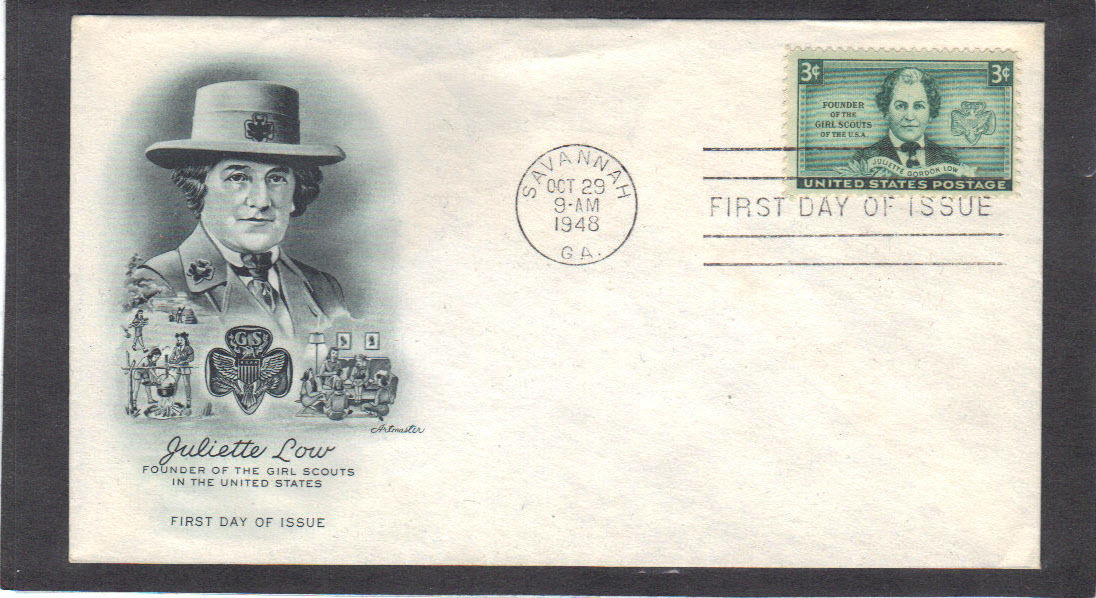 GS
Artmaster
Juliette Low
FOUNDER OF THE GIRL SCOUTS
IN THE UNITED STATES
FIRST DAY OF ISSUE
SAVANNAH
OCT 29
9-AM
1948
GA.
3¢ 3¢
FOUNDER
OF THE
GIRL SCOUTS
OF THE U.S.A.
JULIETTE GORDON LOW
UNITED STATES POSTAGE
FIRST DAY OF ISSUE